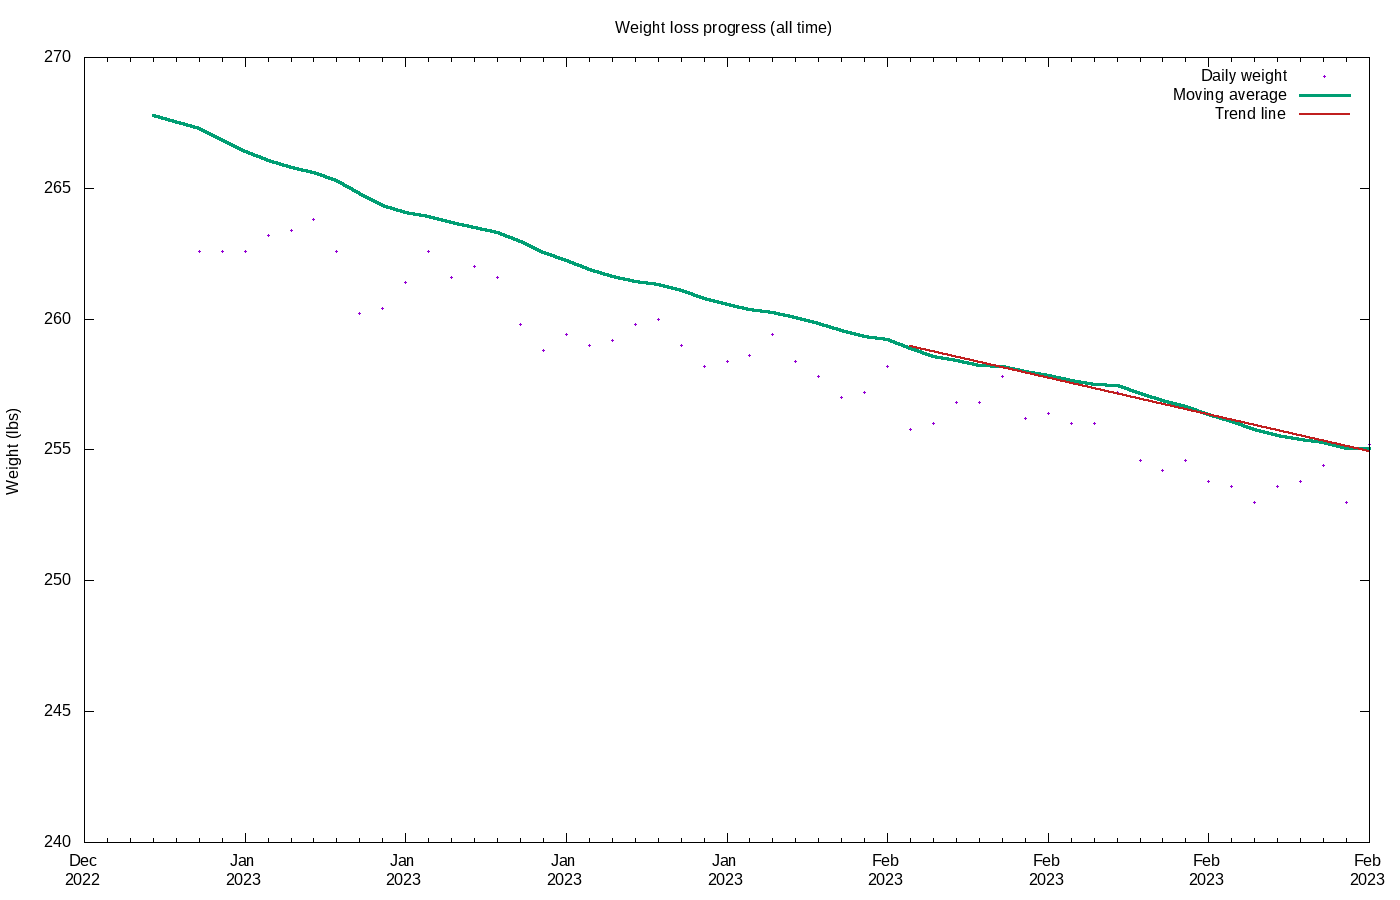 Weight loss progress (all time)
Daily weight
Moving average
Trend line
270
265
260
255
250
245
240
Weight (lbs)
Dec
2022
Jan
2023
Jan
2023
Jan
2023
Jan
2023
Feb
2023
Feb
2023
Feb
2023
Feb
2023